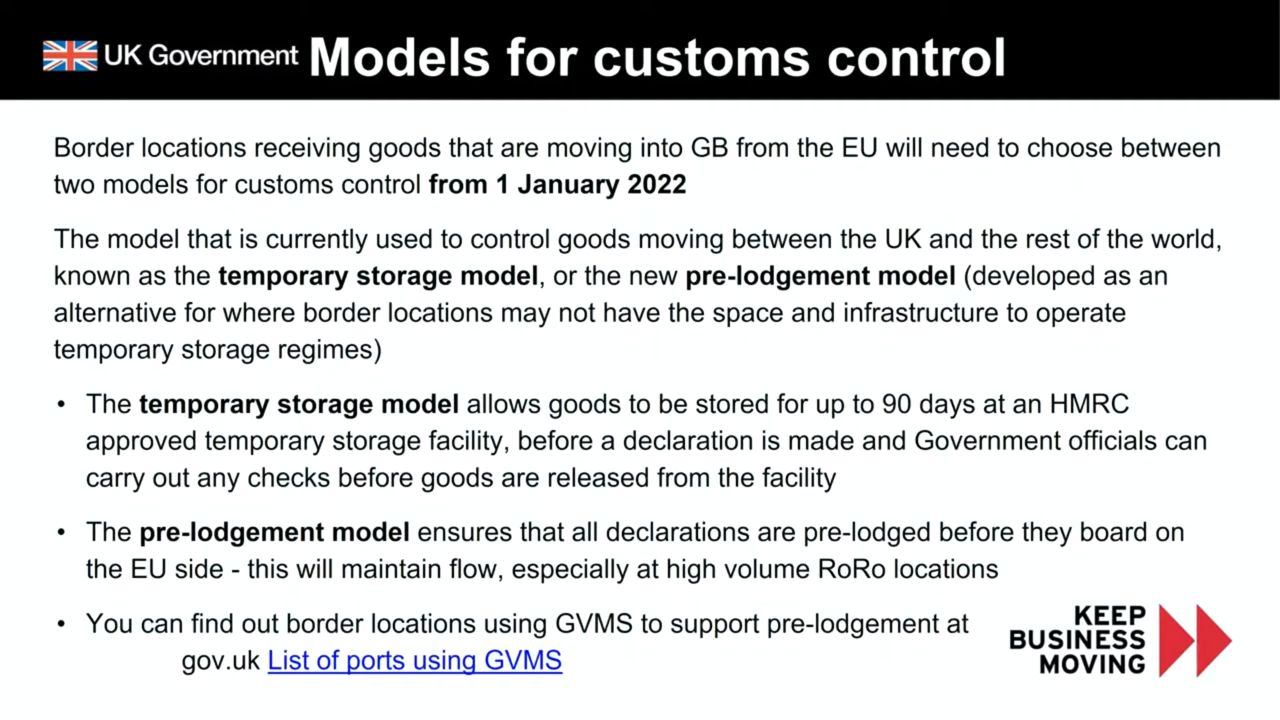 UK Government Models for customs control
Border locations receiving goods that are moving into GB from the EU will need to choose between
two models for customs control from 1 January 2022
The model that is currently used to control goods moving between the UK and the rest of the world,
known as the temporary storage model, or the new pre-lodgement model (developed as an
alternative for where border locations may not have the space and infrastructure to operate
temporary storage regimes)
• The temporary storage model allows goods to be stored for up to 90 days at an HMRC
approved temporary storage facility, before a declaration is made and Government officials can
carry out any checks before goods are released from the facility
• The pre-lodgement model ensures that all declarations are pre-lodged before they board on
the EU side - this will maintain flow, especially at high volume RoRo locations
• You can find out border locations using GVMS to support pre-lodgement at
gov.uk List of ports using GVMS
KEEP
BUSINESS
MOVING